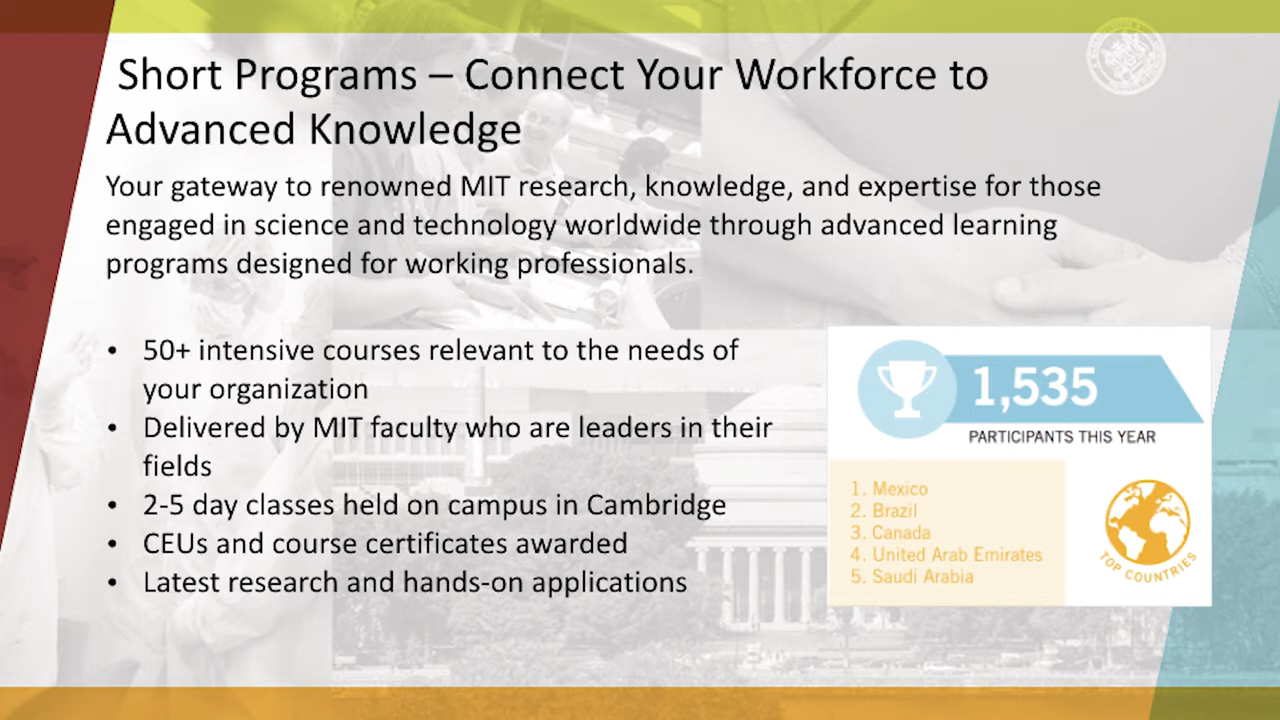 Short Programs – Connect Your Workforce to
Advanced Knowledge
Your gateway to renowned MIT research, knowledge, and expertise for those
engaged in science and technology worldwide through advanced learning
programs designed for working professionals.
• 50+ intensive courses relevant to the needs of
your organization
• Delivered by MIT faculty who are leaders in their
fields
• 2-5 day classes held on campus in Cambridge
• CEUs and course certificates awarded
• Latest research and hands-on applications
1,535
PARTICIPANTS THIS YEAR
1. Mexico
2. Brazil
3. Canada
4. United Arab Emirates
5. Saudi Arabia
TOP COUNTRIES